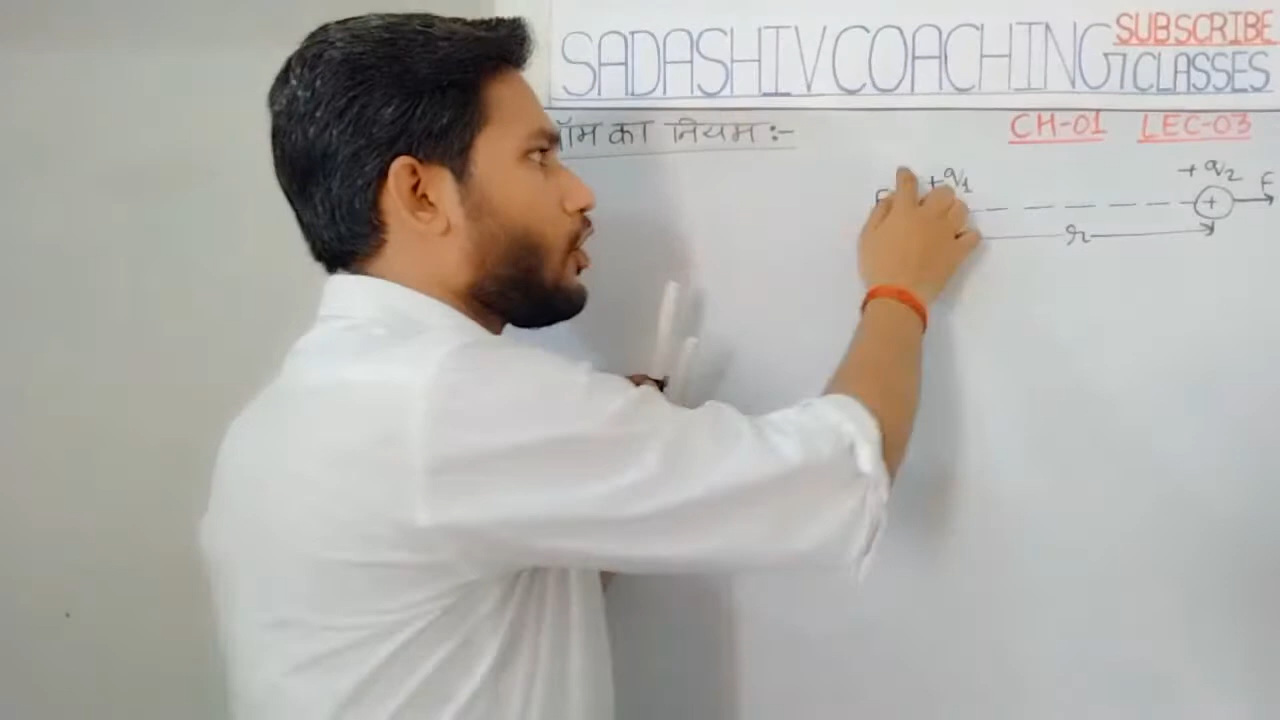 SADASHIV COACHING CLASSES
SUBSCRIBE
का नियम :-
CH-01 LEC-03
F +q1 +q2 F
+
r